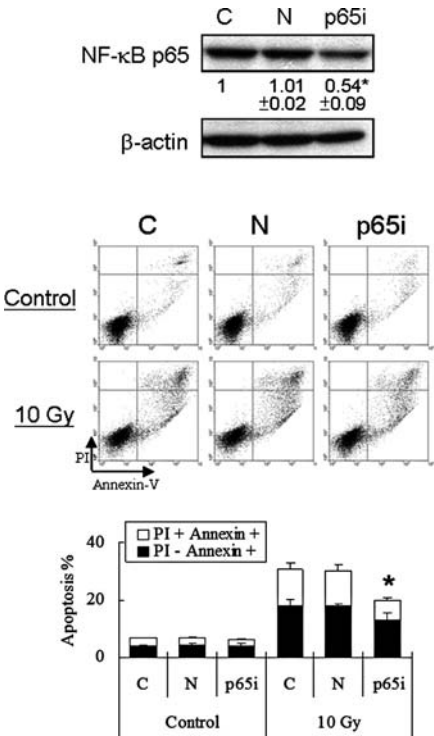 C N p65i
NF-κB p65
1 1.01 0.54*
±0.02 ±0.09
β-actin
C N p65i
Control
10 Gy
PI
Annexin-V
PI + Annexin +
PI - Annexin +
Apoptosis %
40
20
0
*
C N p65i C N p65i
Control 10 Gy